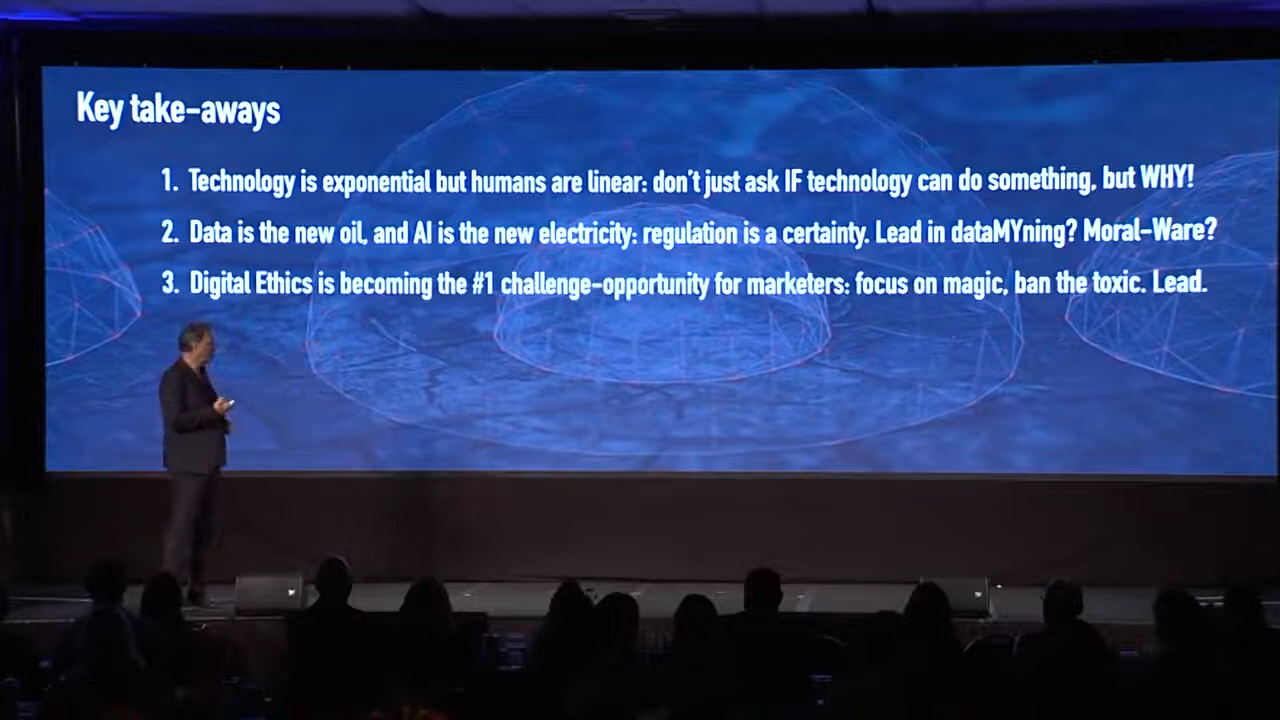 Key take-aways
1. Technology is exponential but humans are linear: don't just ask IF technology can do something, but WHY!
2. Data is the new oil, and AI is the new electricity: regulation is a certainty. Lead in dataMYning? Moral-Ware?
3. Digital Ethics is becoming the #1 challenge-opportunity for marketers: focus on magic, ban the toxic. Lead.